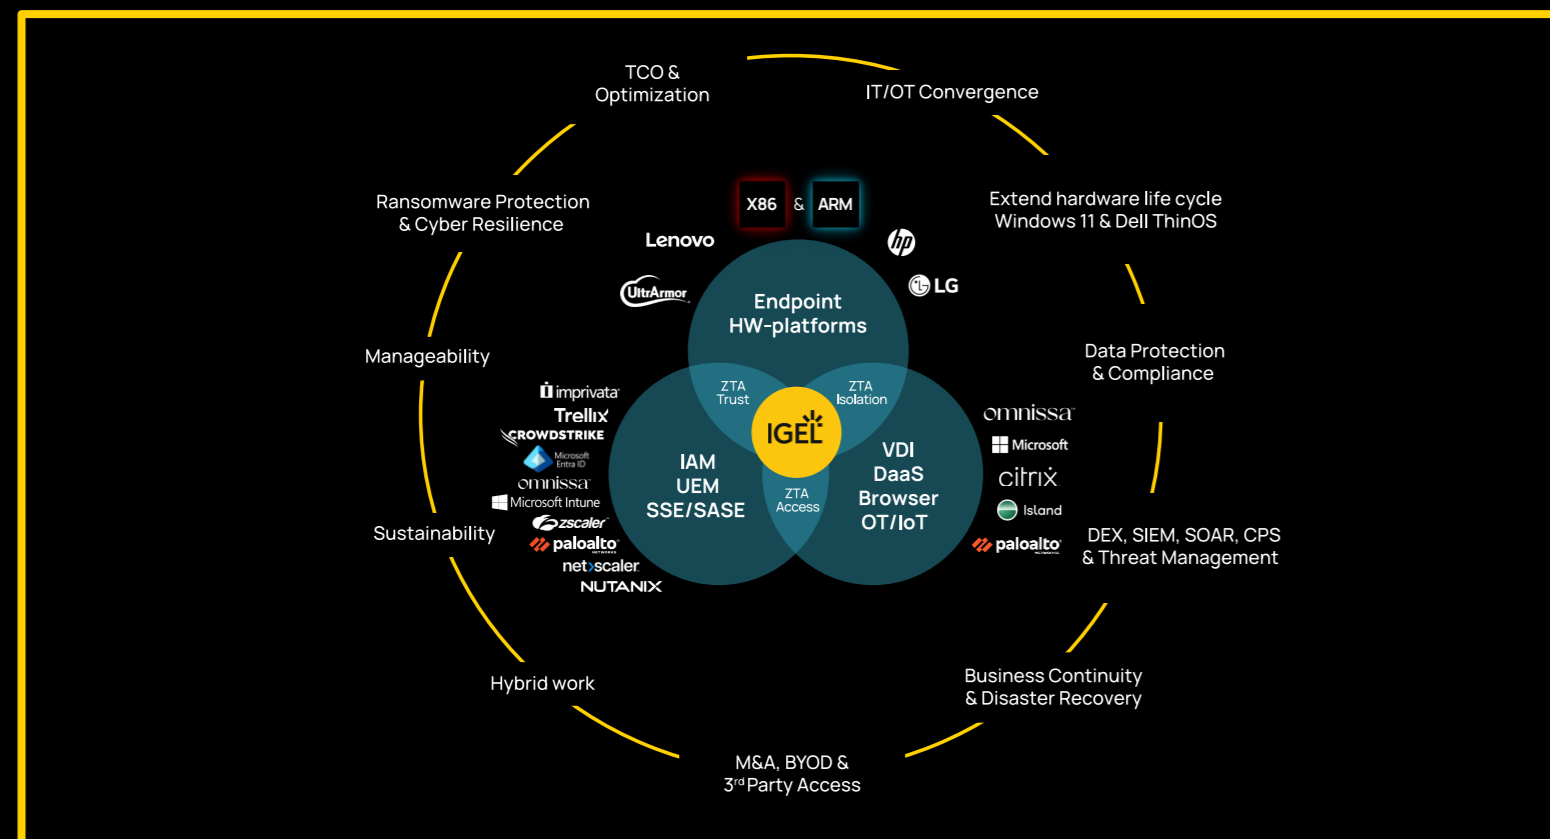 TCO &
Optimization
IT/OT Convergence
Ransomware Protection
& Cyber Resilience
X86 & ARM
Extend hardware life cycle
Windows 11 & Dell ThinOS
Lenovo
hp
UltrArmor
LG
Endpoint
HW-platforms
Manageability
Data Protection
& Compliance
ZTA
Trust
ZTA
Isolation
IGEL
imprivata
Trellix
CROWDSTRIKE
Microsoft
Entra ID
omnissa
Microsoft Intune
zscaler
paloalto
NETWORKS
net>scaler
NUTANIX
IAM
UEM
SSE/SASE
ZTA
Access
VDI
DaaS
Browser
OT/IoT
omnissa
Microsoft
citrix
Island
paloalto
NETWORKS
Sustainability
DEX, SIEM, SOAR, CPS
& Threat Management
Hybrid work
Business Continuity
& Disaster Recovery
M&A, BYOD &
3rd Party Access